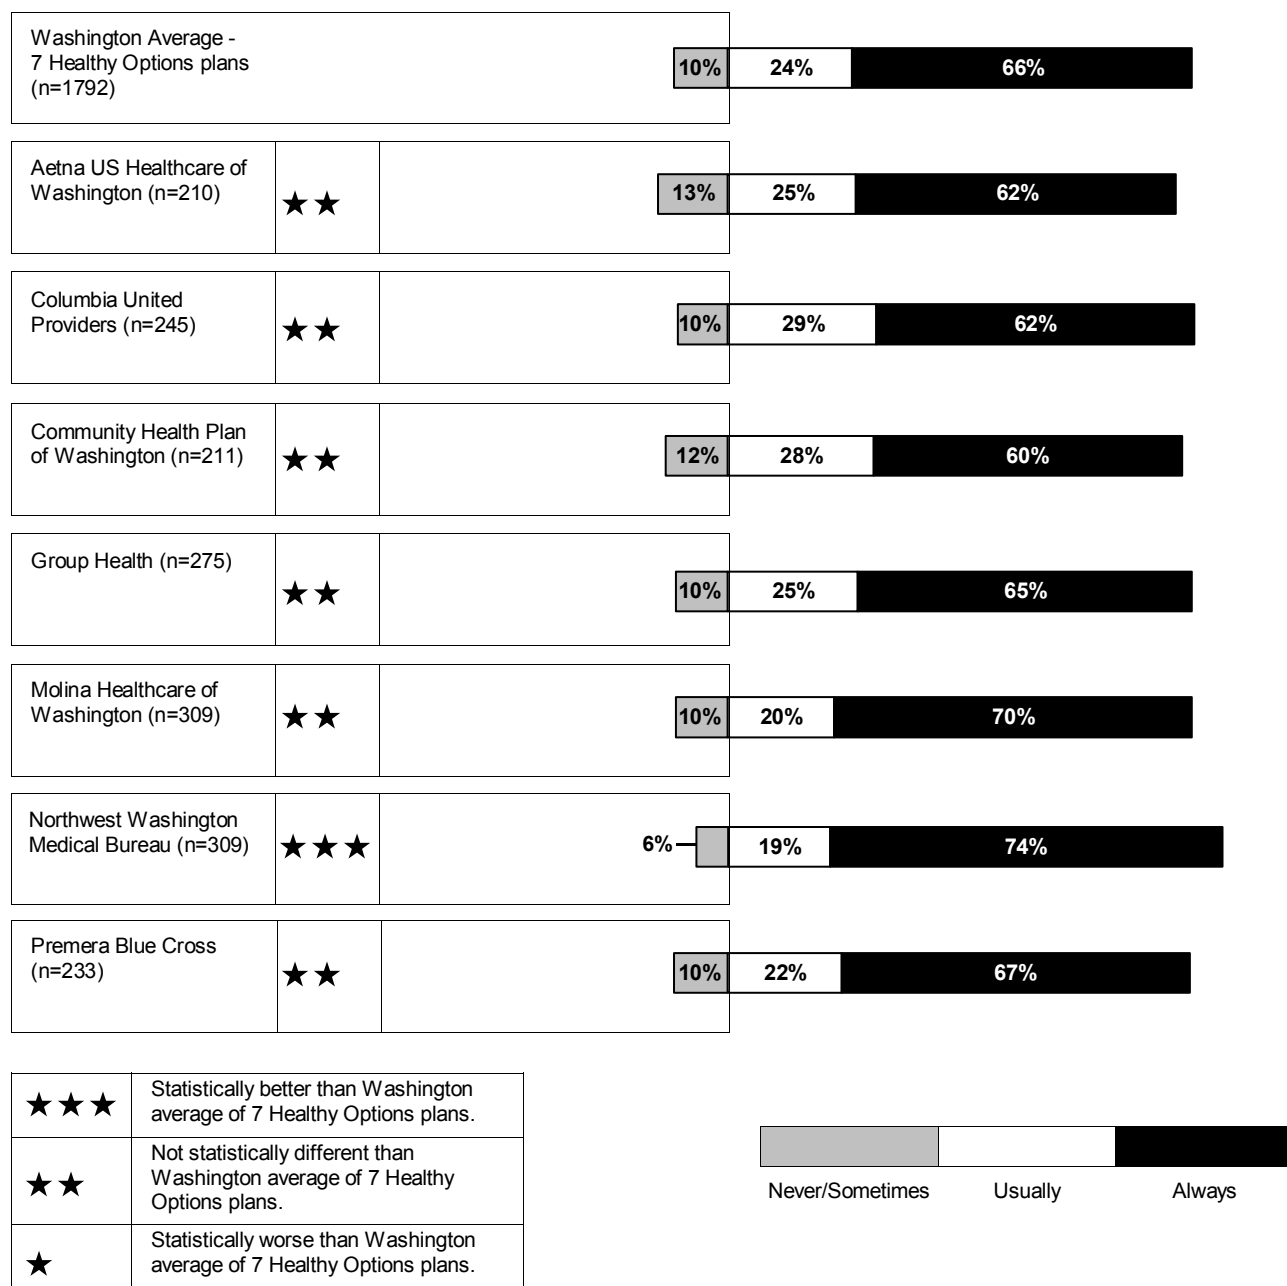 Washington Average -
7 Healthy Options plans
(n=1792)
10% 24% 66%
Aetna US Healthcare of
Washington (n=210)
★★
13% 25% 62%
Columbia United
Providers (n=245)
★★
10% 29% 62%
Community Health Plan
of Washington (n=211)
★★
12% 28% 60%
Group Health (n=275)
★★
10% 25% 65%
Molina Healthcare of
Washington (n=309)
★★
10% 20% 70%
Northwest Washington
Medical Bureau (n=309)
★★★
6% 19% 74%
Premera Blue Cross
(n=233)
★★
10% 22% 67%
★★★
Statistically better than Washington
average of 7 Healthy Options plans.
★★
Not statistically different than
Washington average of 7 Healthy
Options plans.
★
Statistically worse than Washington
average of 7 Healthy Options plans.
Never/Sometimes Usually Always